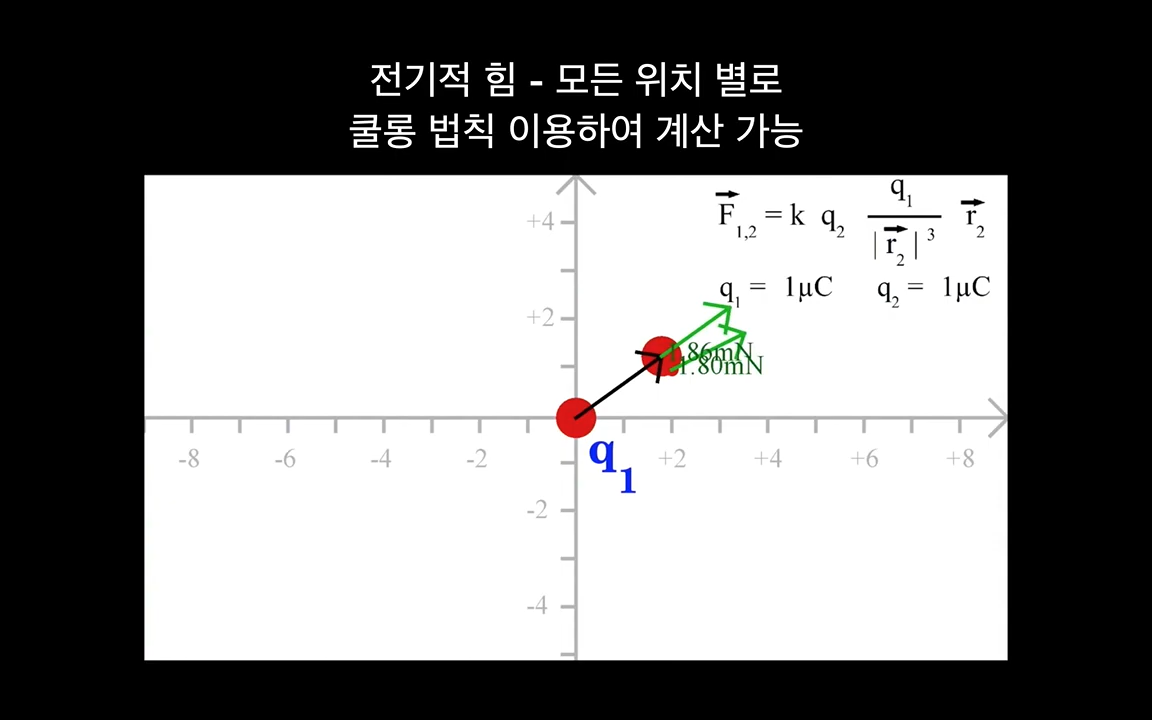 전기적 힘 - 모든 위치 별로
쿨롱 법칙 이용하여 계산 가능
F₁,₂ = k q₂ q₁ / |r₂|³ r₂
q₁ = 1μC q₂ = 1μC
+4
+2
1.86mN
1.80mN
-8 -6 -4 -2 +2 +4 +6 +8
q₁
-2
-4